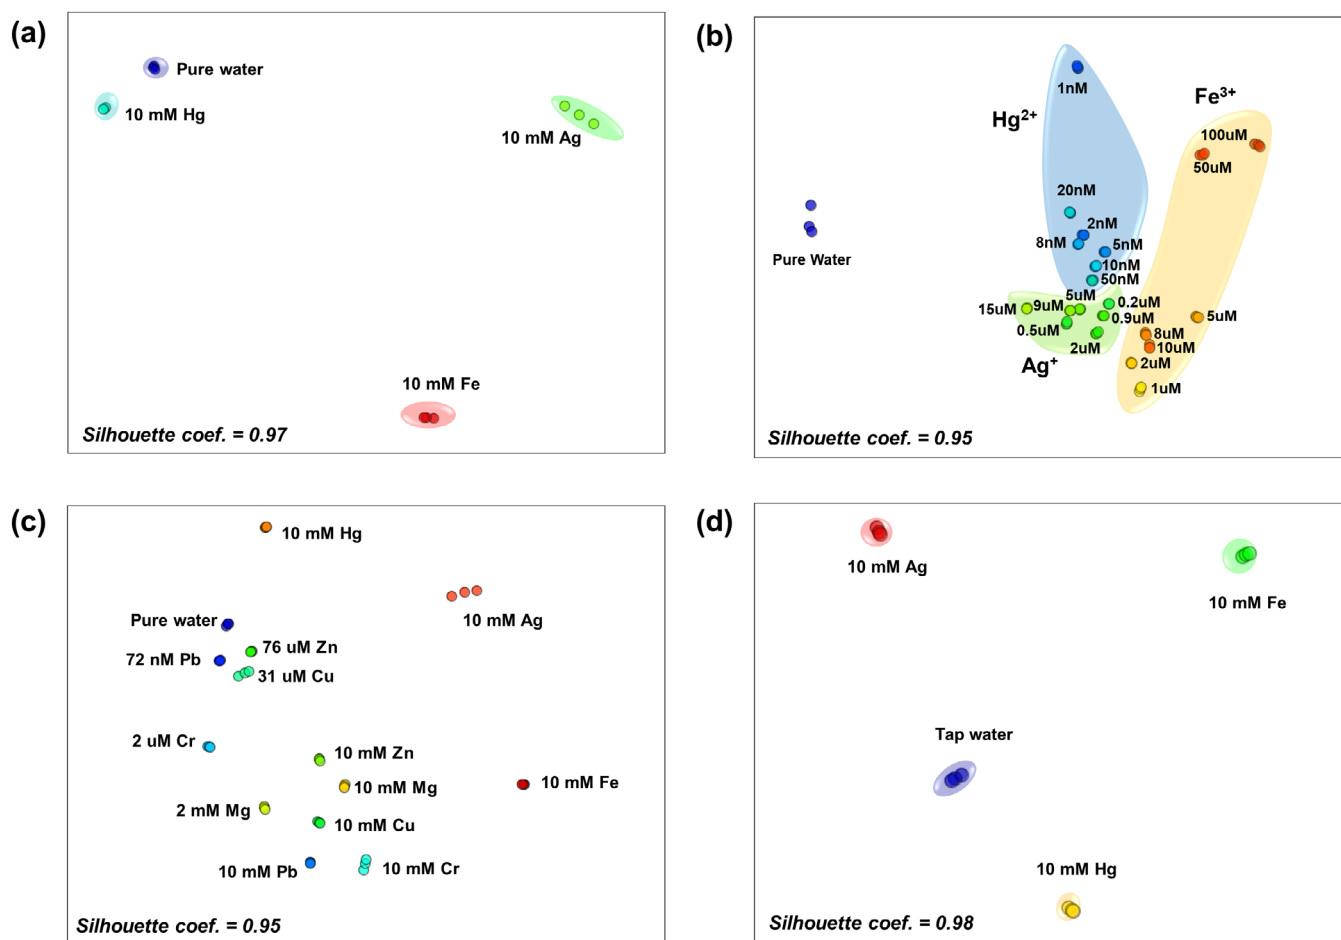 (a)
Pure water
10 mM Hg
10 mM Ag
10 mM Fe
Silhouette coef. = 0.97
(b)
1nM
Hg²⁺
Fe³⁺
100uM
50uM
20nM
2nM
8nM
5nM
10nM
50nM
Pure Water
5uM
15uM
9uM
0.2uM
0.5uM
0.9uM
5uM
2uM
8uM
10uM
Ag⁺
2uM
1uM
Silhouette coef. = 0.95
(c)
10 mM Hg
10 mM Ag
Pure water
76 uM Zn
72 nM Pb
31 uM Cu
2 uM Cr
10 mM Zn
10 mM Mg
10 mM Fe
2 mM Mg
10 mM Cu
10 mM Pb
10 mM Cr
Silhouette coef. = 0.95
(d)
10 mM Ag
10 mM Fe
Tap water
10 mM Hg
Silhouette coef. = 0.98